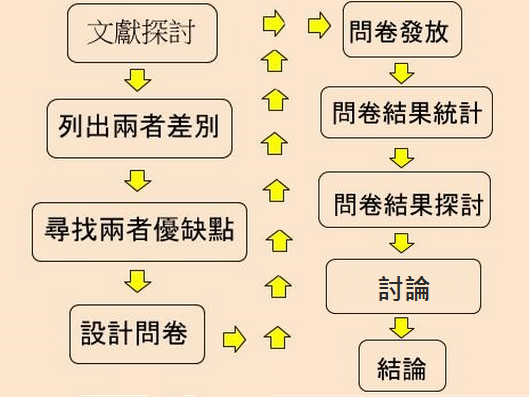 文獻探討
列出兩者差別
尋找兩者優缺點
設計問卷
問卷發放
問卷結果統計
問卷結果探討
討論
結論